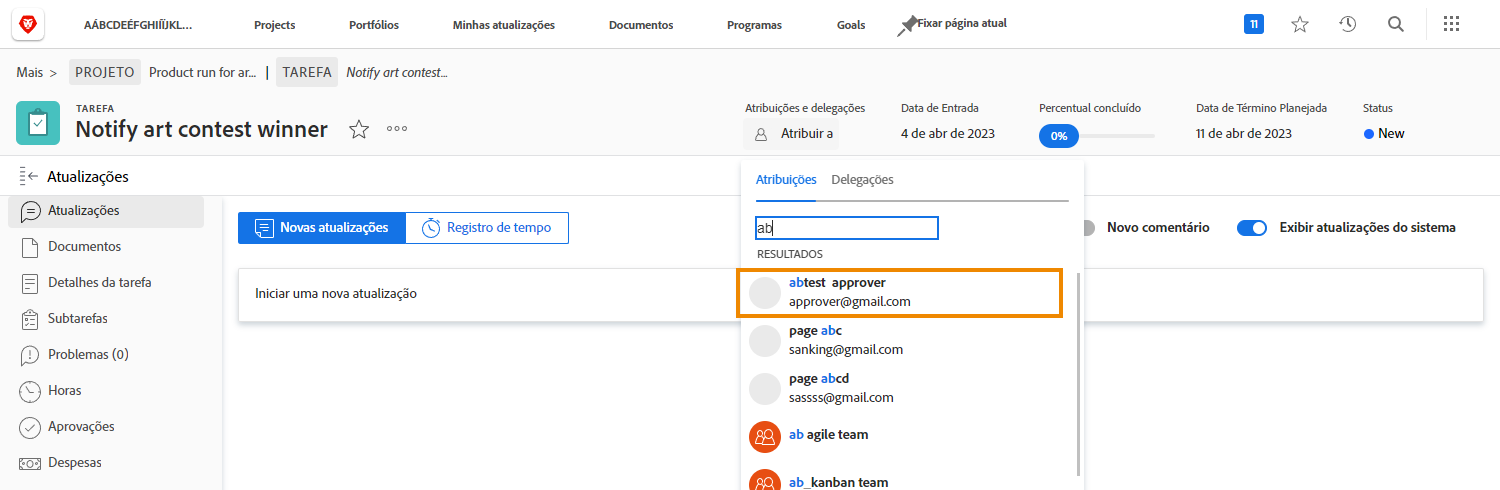 AÁBCDEÉFGHIÍÏJKL...
Projects
Portfólios
Minhas atualizações
Documentos
Programas
Goals
Fixar página atual
11
Mais >
PROJETO
Product run for ar...
|
TAREFA
Notify art contest...
TAREFA
Notify art contest winner
Atribuições e delegações
Atribuir a
Data de Entrada
4 de abr de 2023
Percentual concluído
0%
Data de Término Planejada
11 de abr de 2023
Status
New
Atualizações
Atualizações
Documentos
Detalhes da tarefa
Subtarefas
Problemas (0)
Horas
Aprovações
Despesas
Novas atualizações
Registro de tempo
Novo comentário
Exibir atualizações do sistema
Iniciar uma nova atualização
Atribuições
Delegações
ab
RESULTADOS
abtest approver
approver@gmail.com
page abc
sanking@gmail.com
page abcd
sassss@gmail.com
ab agile team
ab_kanban team